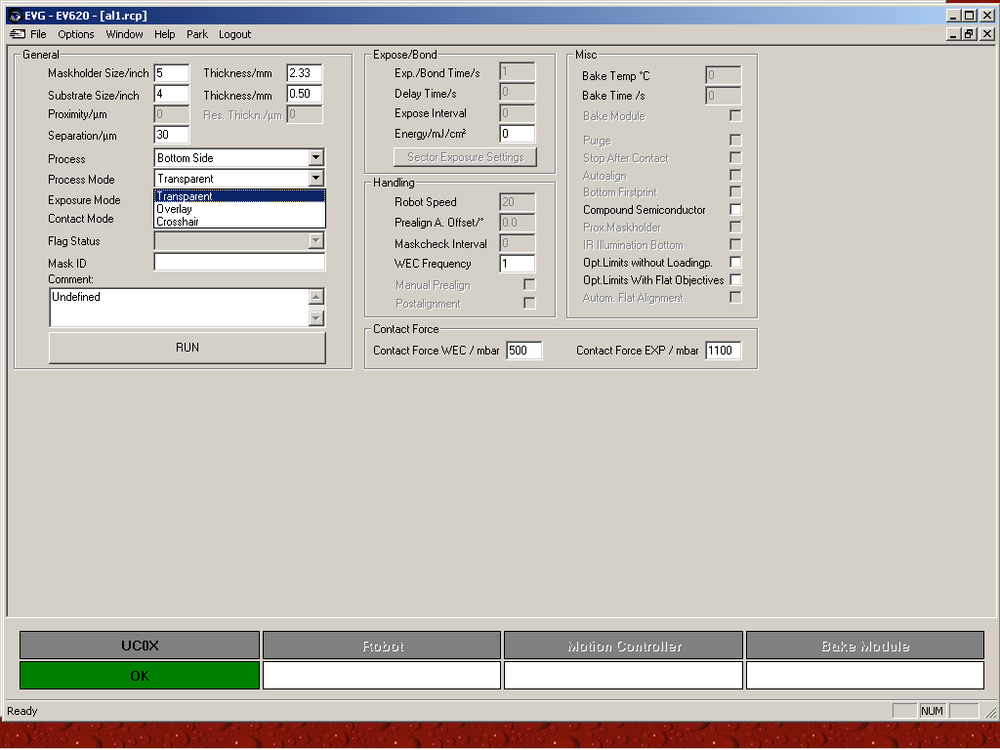 EVG - EV620 - [al1.rcp]
File Options Window Help Park Logout
General
Maskholder Size/inch 5 Thickness/mm 2.33
Substrate Size/inch 4 Thickness/mm 0.50
Proximity/µm 0 Res. Thickn./µm 0
Separation/µm 30
Process Bottom Side
Process Mode Transparent
Exposure Mode Transparent
Overlay
Contact Mode Crosshair
Flag Status
Mask ID
Comment:
Undefined
RUN
Expose/Bond
Exp./Bond Time/s 1
Delay Time/s 0
Expose Interval 0
Energy/mJ/cm² 0
Sector Exposure Settings
Handling
Robot Speed 20
Prealign A. Offset/° 0.0
Maskcheck Interval 0
WEC Frequency 1
Manual Prealign
Postalignment
Misc
Bake Temp °C 0
Bake Time /s 0
Bake Module
Purge
Stop After Contact
Autoalign
Bottom Firstprint
Compound Semiconductor
Prox.Maskholder
IR Illumination Bottom
Opt.Limits without Loadingp.
Opt.Limits With Flat Objectives
Autom. Flat Alignment
Contact Force
Contact Force WEC / mbar 500 Contact Force EXP / mbar 1100
UC0X Robot Motion Controller Bake Module
OK
Ready NUM